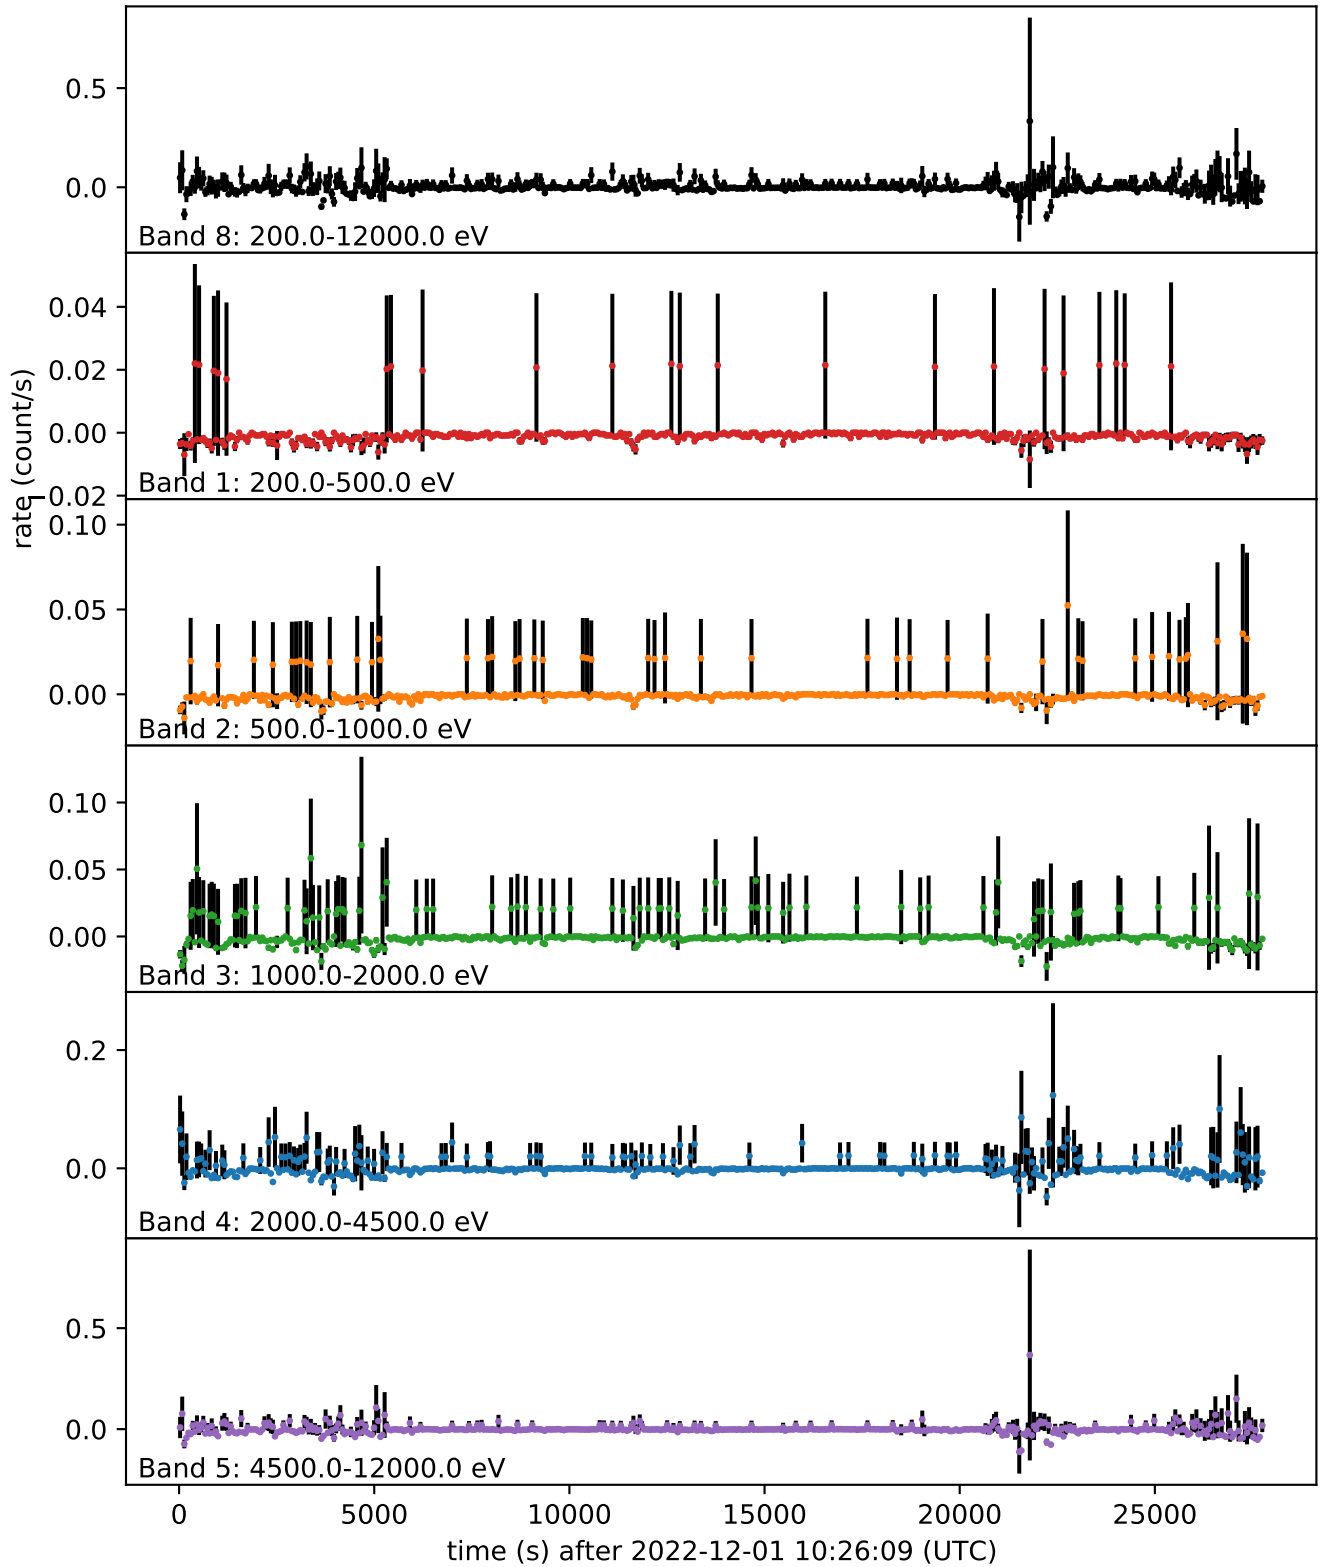 0.5
0.0
Band 8: 200.0-12000.0 eV
0.04
0.02
0.00
−0.02
Band 1: 200.0-500.0 eV
rate (count/s)
0.10
0.05
0.00
Band 2: 500.0-1000.0 eV
0.10
0.05
0.00
Band 3: 1000.0-2000.0 eV
0.2
0.0
Band 4: 2000.0-4500.0 eV
0.5
0.0
Band 5: 4500.0-12000.0 eV
0 5000 10000 15000 20000 25000
time (s) after 2022-12-01 10:26:09 (UTC)